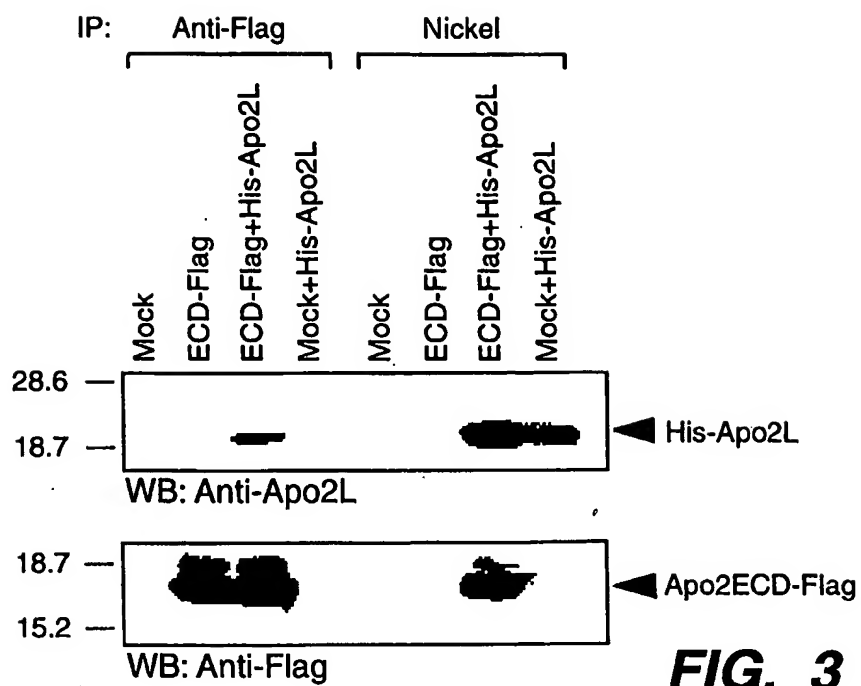 IP: Anti-Flag Nickel
Mock
ECD-Flag
ECD-Flag+His-Apo2L
Mock+His-Apo2L
Mock
ECD-Flag
ECD-Flag+His-Apo2L
Mock+His-Apo2L
28.6
18.7
His-Apo2L
WB: Anti-Apo2L
18.7
15.2
Apo2ECD-Flag
WB: Anti-Flag
FIG. 3